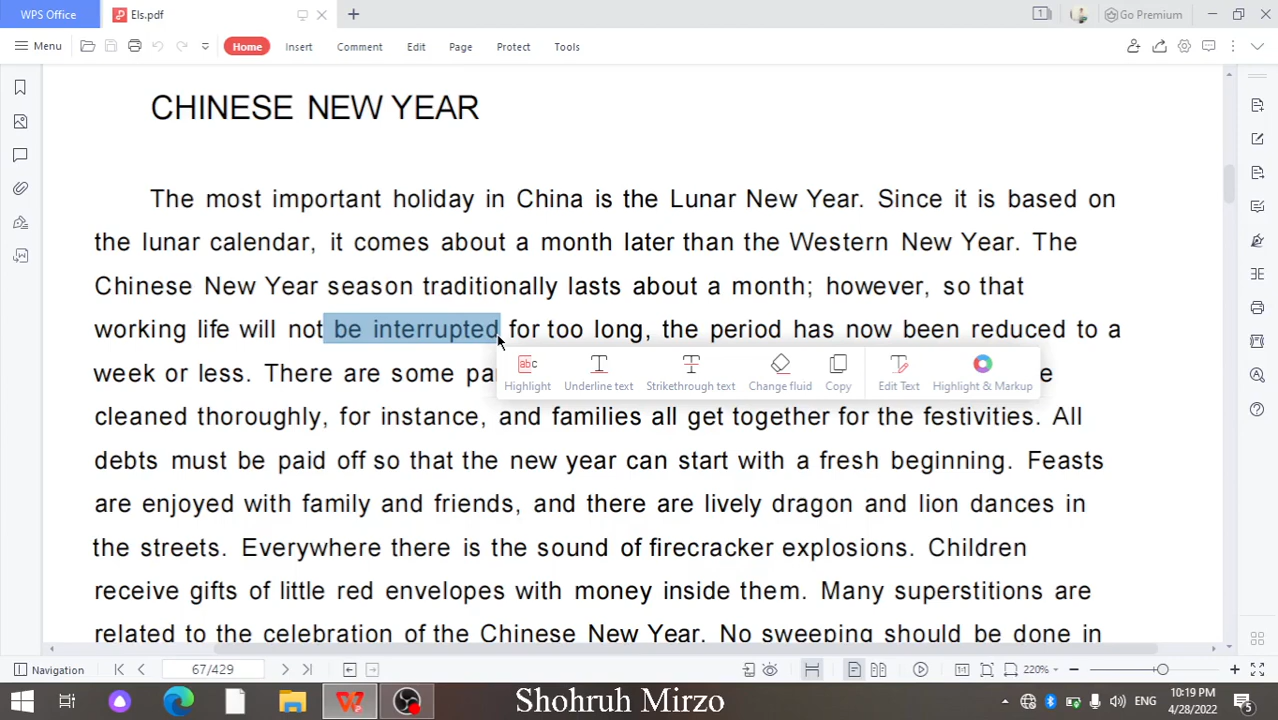 WPS Office
Els.pdf
1
Go Premium
Menu
Home
Insert
Comment
Edit
Page
Protect
Tools
CHINESE NEW YEAR
The most important holiday in China is the Lunar New Year. Since it is based on
the lunar calendar, it comes about a month later than the Western New Year. The
Chinese New Year season traditionally lasts about a month; however, so that
working life will not be interrupted for too long, the period has now been reduced to a
week or less. There are some pa
e
abc
Highlight
Underline text
Strikethrough text
Change fluid
Copy
Edit Text
Highlight & Markup
cleaned thoroughly, for instance, and families all get together for the festivities. All
debts must be paid off so that the new year can start with a fresh beginning. Feasts
are enjoyed with family and friends, and there are lively dragon and lion dances in
the streets. Everywhere there is the sound of firecracker explosions. Children
receive gifts of little red envelopes with money inside them. Many superstitions are
related to the celebration of the Chinese New Year. No sweeping should be done in
Navigation
67/429
220%
Shohruh Mirzo
ENG
10:19 PM
4/28/2022
5